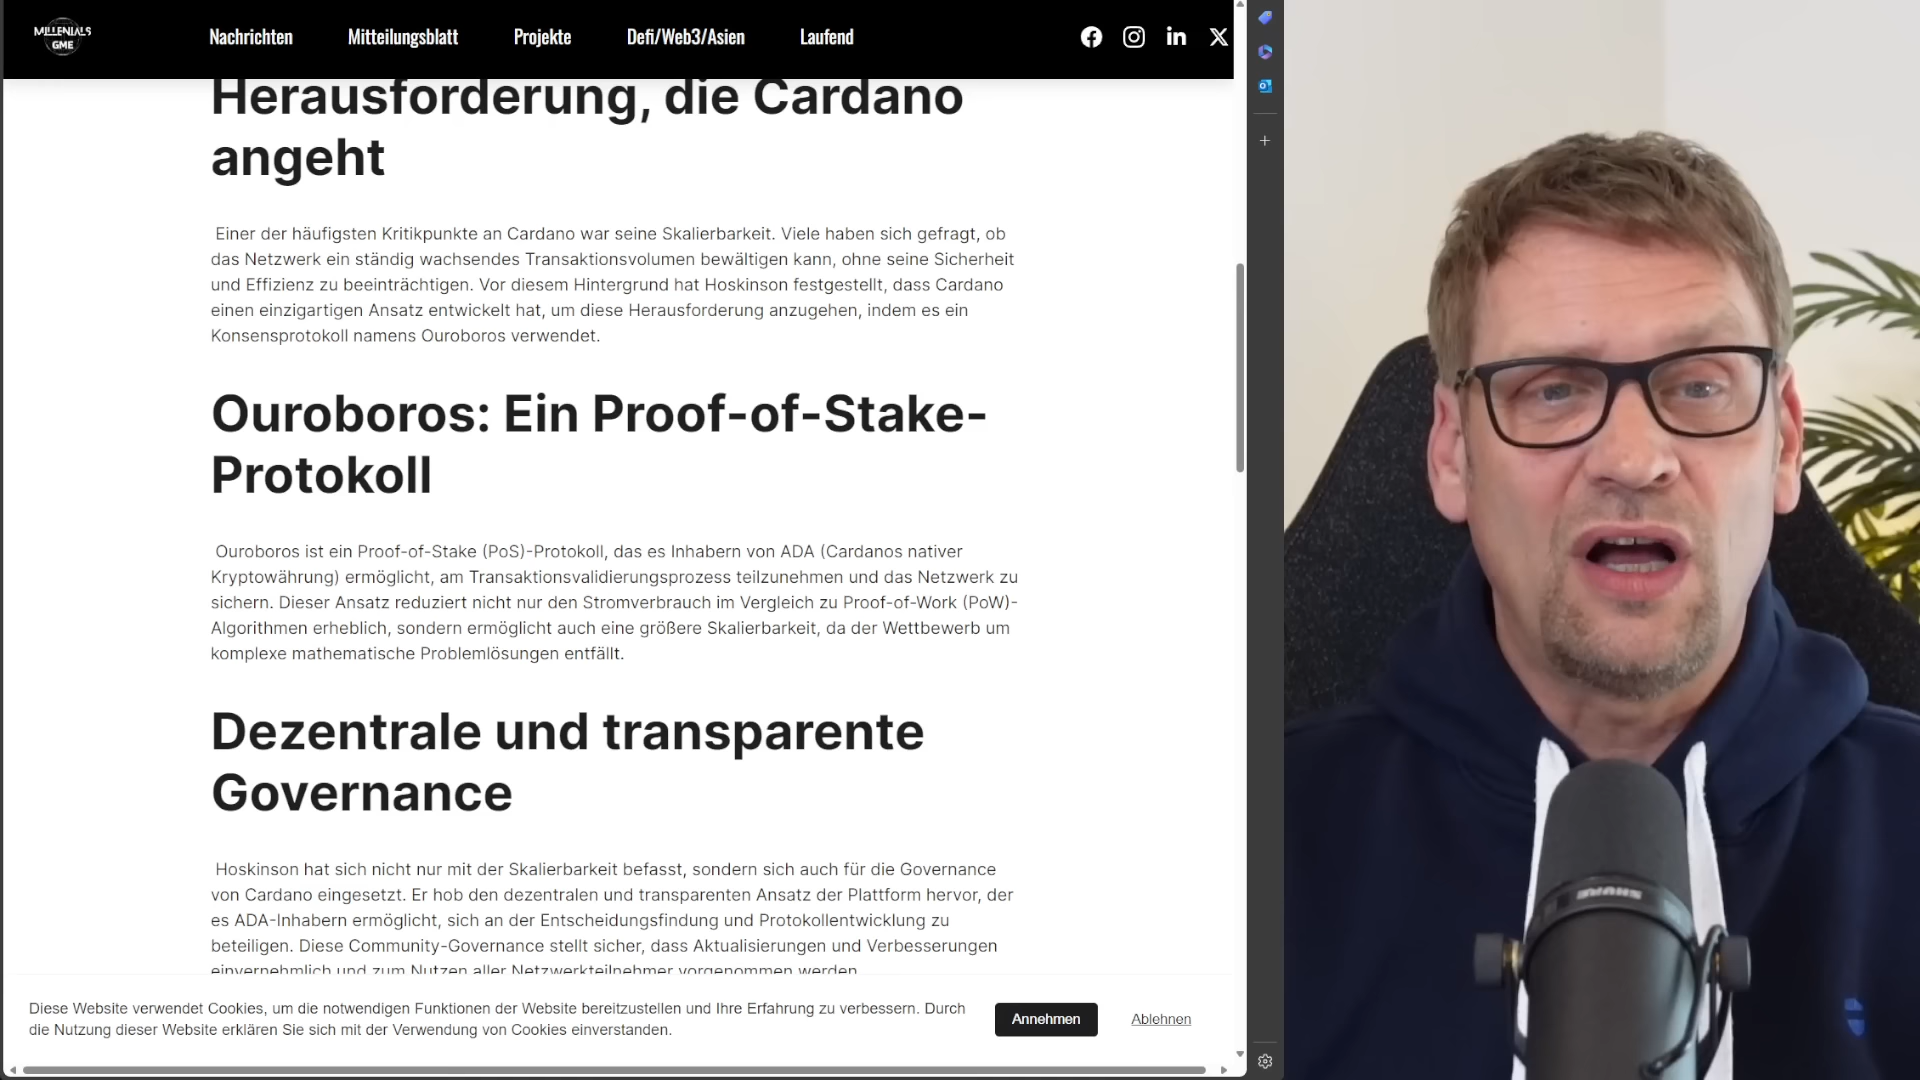 MILLENIALS
GME
Nachrichten
Mitteilungsblatt
Projekte
Defi/Web3/Asien
Laufend
Herausforderung, die Cardano
angeht
Einer der häufigsten Kritikpunkte an Cardano war seine Skalierbarkeit. Viele haben sich gefragt, ob
das Netzwerk ein ständig wachsendes Transaktionsvolumen bewältigen kann, ohne seine Sicherheit
und Effizienz zu beeinträchtigen. Vor diesem Hintergrund hat Hoskinson festgestellt, dass Cardano
einen einzigartigen Ansatz entwickelt hat, um diese Herausforderung anzugehen, indem es ein
Konsensprotokoll namens Ouroboros verwendet.
Ouroboros: Ein Proof-of-Stake-
Protokoll
Ouroboros ist ein Proof-of-Stake (PoS)-Protokoll, das es Inhabern von ADA (Cardanos nativer
Kryptowährung) ermöglicht, am Transaktionsvalidierungsprozess teilzunehmen und das Netzwerk zu
sichern. Dieser Ansatz reduziert nicht nur den Stromverbrauch im Vergleich zu Proof-of-Work (PoW)-
Algorithmen erheblich, sondern ermöglicht auch eine größere Skalierbarkeit, da der Wettbewerb um
komplexe mathematische Problemlösungen entfällt.
Dezentrale und transparente
Governance
Hoskinson hat sich nicht nur mit der Skalierbarkeit befasst, sondern sich auch für die Governance
von Cardano eingesetzt. Er hob den dezentralen und transparenten Ansatz der Plattform hervor, der
es ADA-Inhabern ermöglicht, sich an der Entscheidungsfindung und Protokollentwicklung zu
beteiligen. Diese Community-Governance stellt sicher, dass Aktualisierungen und Verbesserungen
einvernehmlich und zum Nutzen aller Netzwerkteilnehmer vorgenommen werden.
Diese Website verwendet Cookies, um die notwendigen Funktionen der Website bereitzustellen und Ihre Erfahrung zu verbessern. Durch
die Nutzung dieser Website erklären Sie sich mit der Verwendung von Cookies einverstanden.
Annehmen
Ablehnen
SHURE